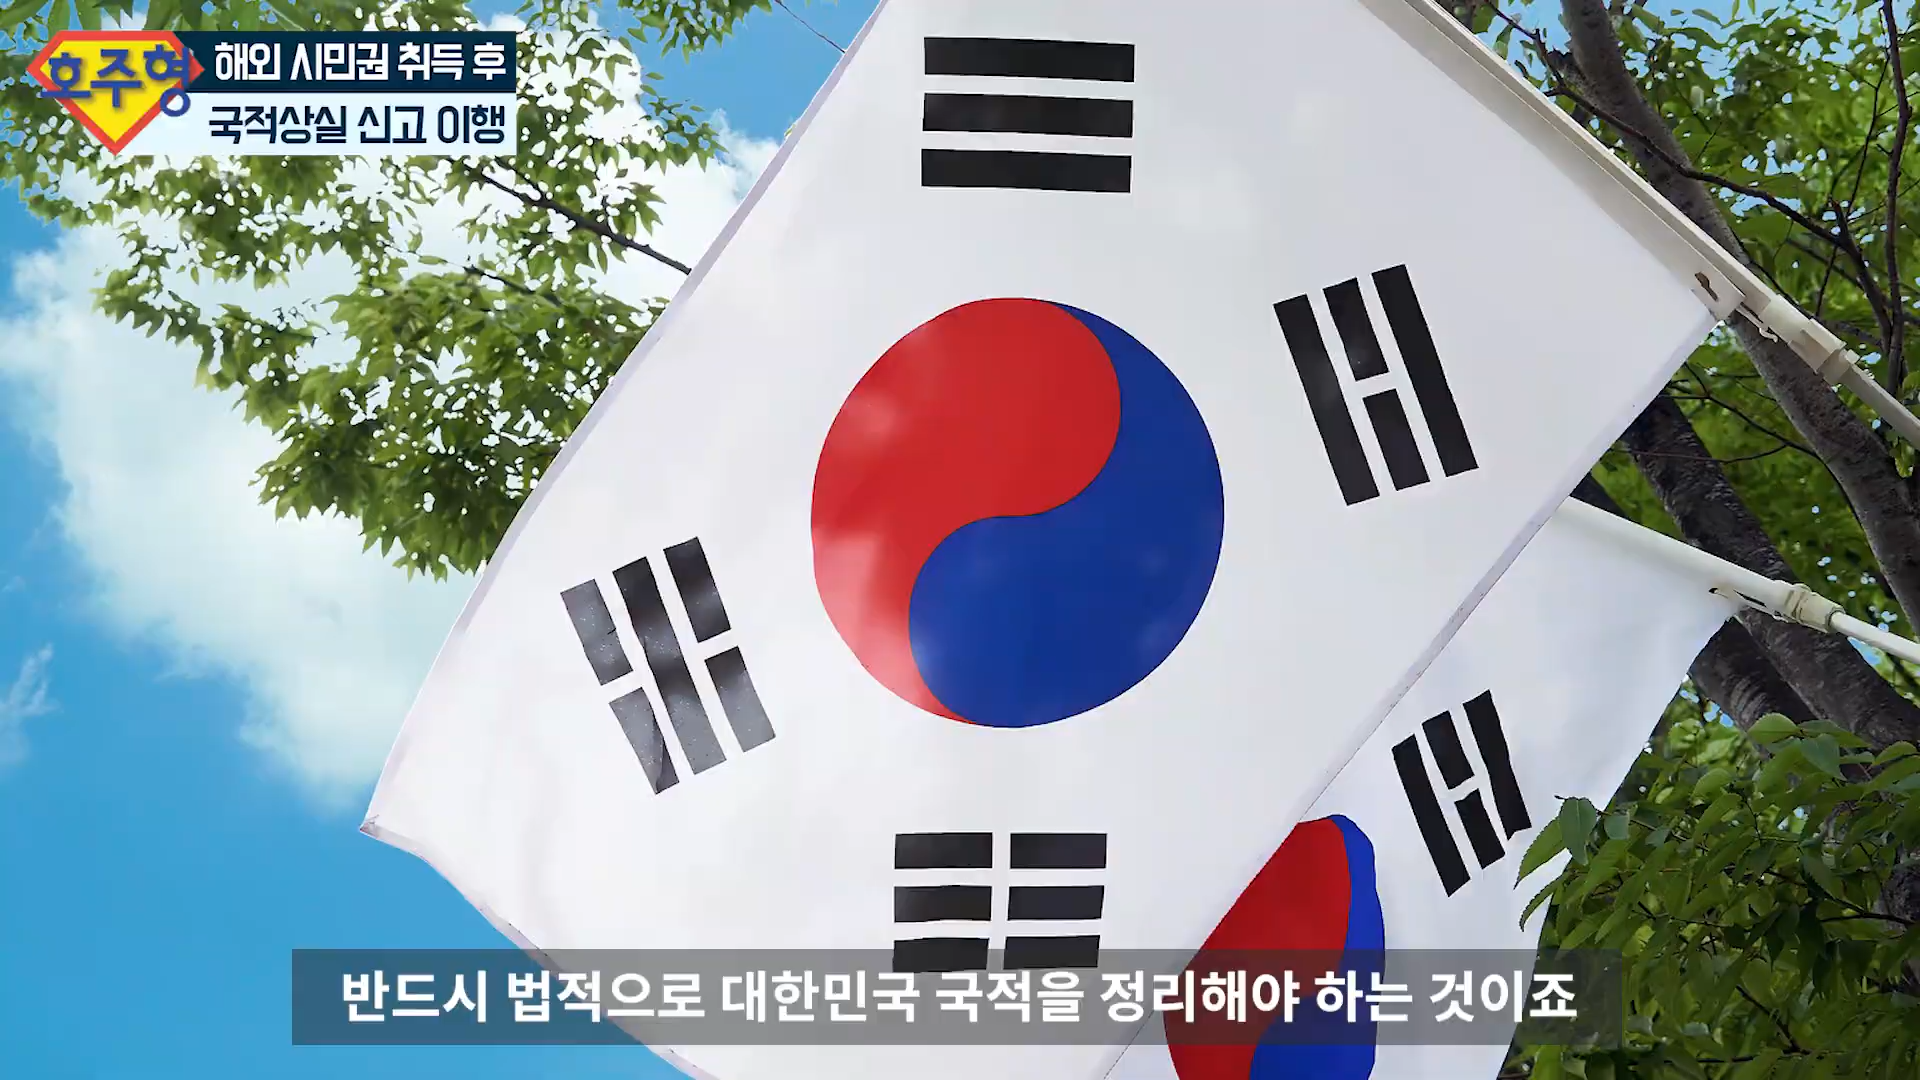 호주형
해외 시민권 취득 후
국적상실 신고 이행
반드시 법적으로 대한민국 국적을 정리해야 하는 것이죠